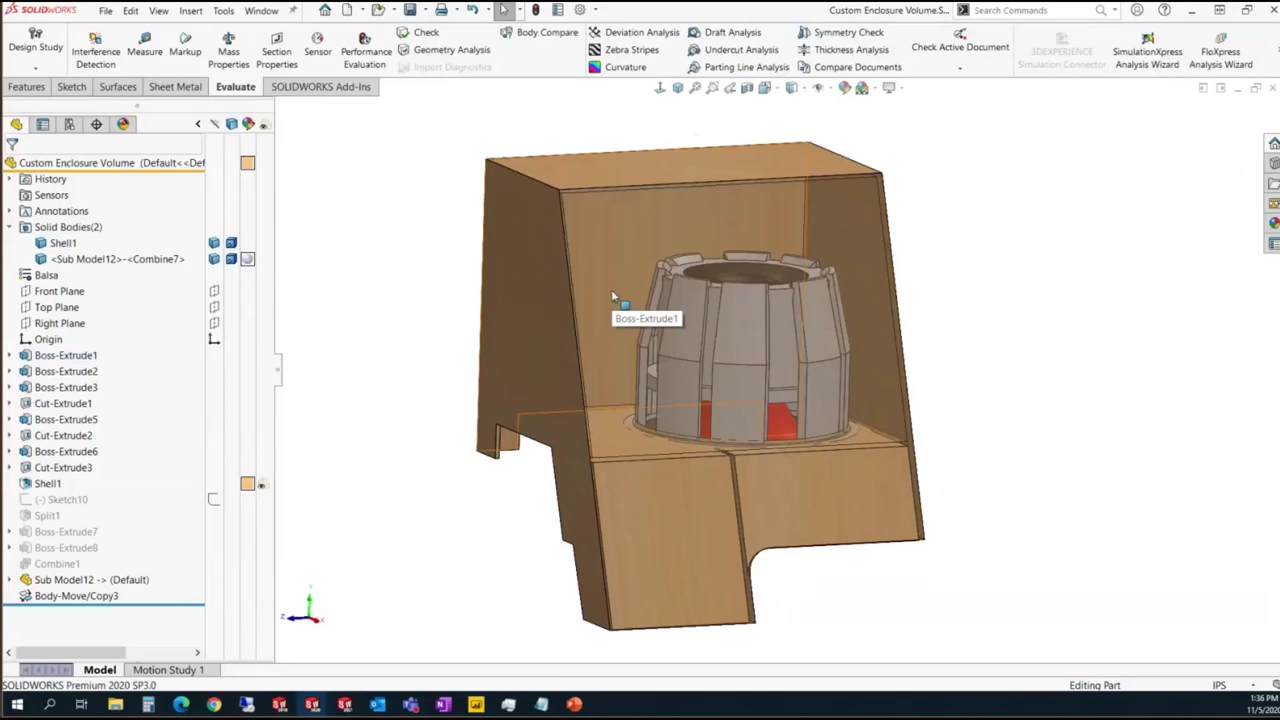 SOLIDWORKS File Edit View Insert Tools Window Custom Enclosure Volume.S... Search Commands
Design Study
Interference Detection
Measure
Markup
Mass Properties
Section Properties
Sensor
Performance Evaluation
Check
Geometry Analysis
Import Diagnostics
Body Compare
Deviation Analysis
Zebra Stripes
Curvature
Draft Analysis
Undercut Analysis
Parting Line Analysis
Symmetry Check
Thickness Analysis
Compare Documents
Check Active Document
3DEXPERIENCE Simulation Connector
SimulationXpress Analysis Wizard
FloXpress Analysis Wizard
Features Sketch Surfaces Sheet Metal Evaluate SOLIDWORKS Add-Ins
Custom Enclosure Volume (Default<<Def
History
Sensors
Annotations
Solid Bodies(2)
Shell1
<Sub Model12>-<Combine7>
Balsa
Front Plane
Top Plane
Right Plane
Origin
Boss-Extrude1
Boss-Extrude2
Boss-Extrude3
Cut-Extrude1
Boss-Extrude5
Cut-Extrude2
Boss-Extrude6
Cut-Extrude3
Shell1
(-) Sketch10
Split1
Boss-Extrude7
Boss-Extrude8
Combine1
Sub Model12 -> (Default)
Body-Move/Copy3
Boss-Extrude1
Y
Z
X
Model Motion Study 1
SOLIDWORKS Premium 2020 SP3.0 Editing Part IPS
1:36 PM
11/5/202